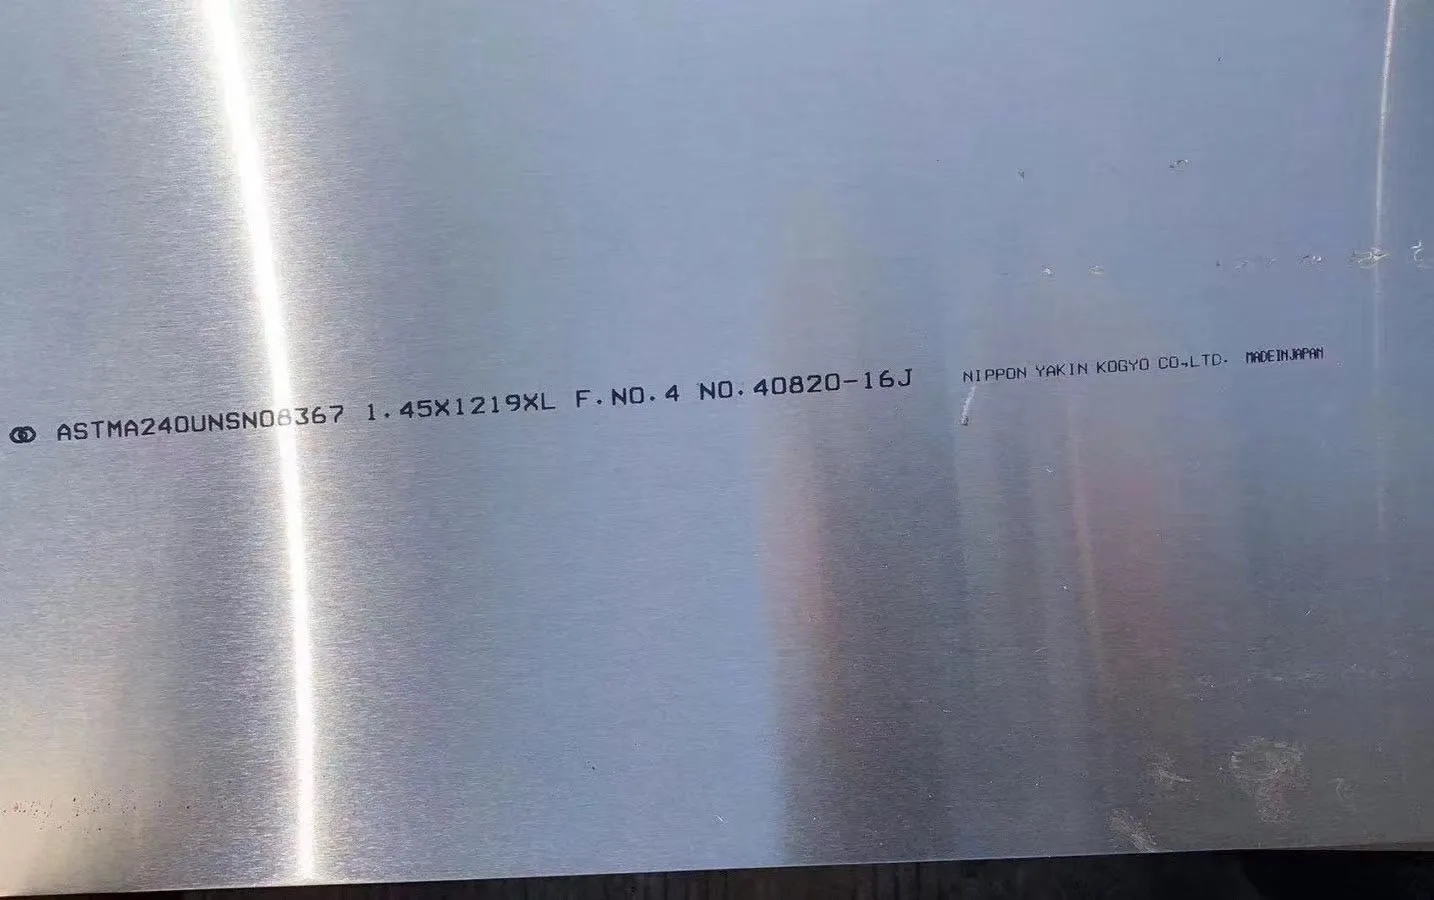 ASTMA240UNSN08367 1.45X1219XL F.NO.4 NO.40820-16J NIPPON YAKIN KOGYO CO.,LTD. MADEINJAPAN